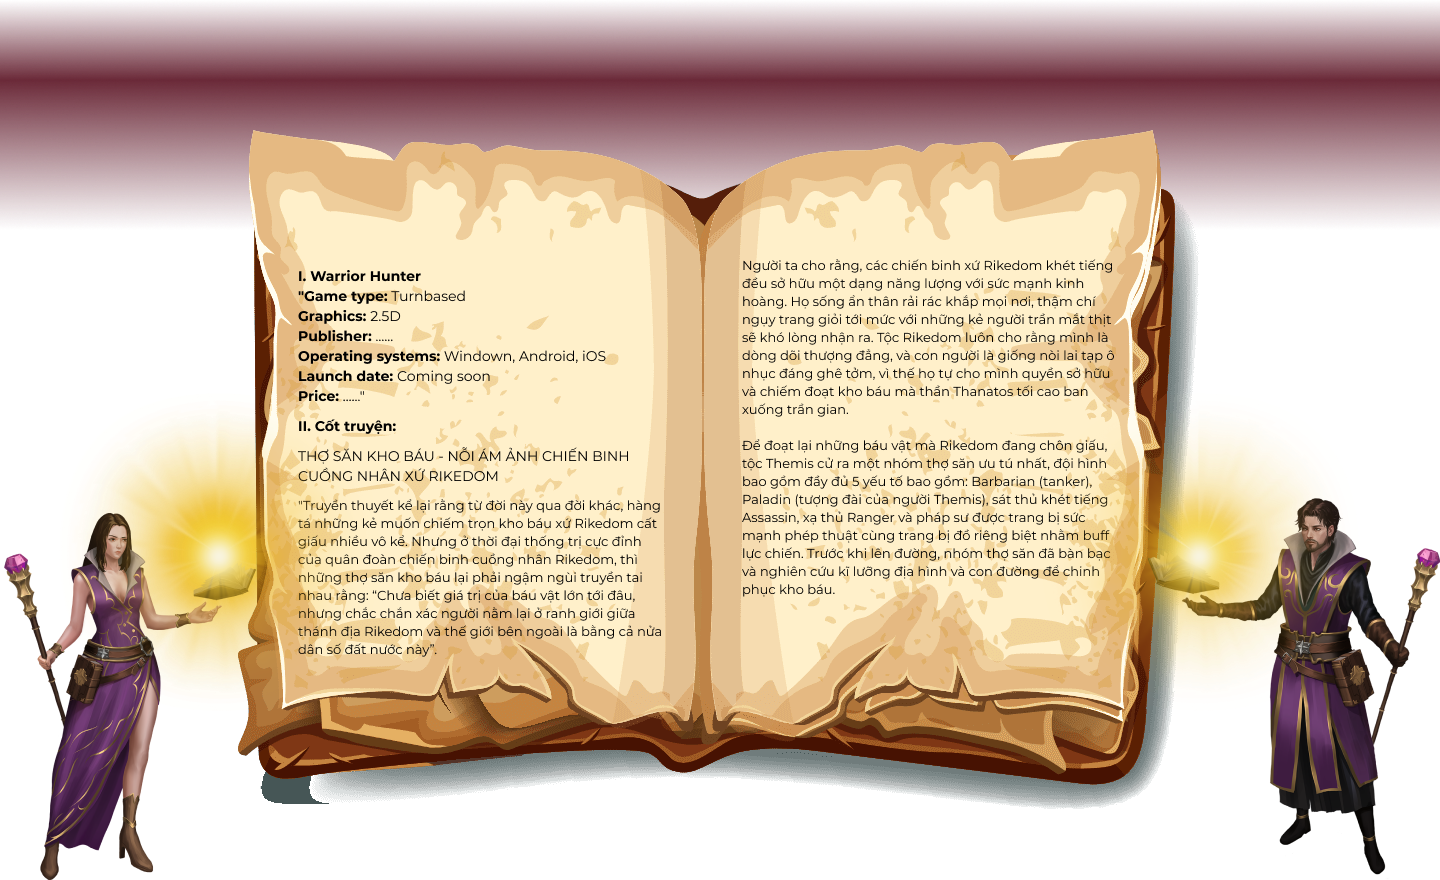 I. Warrior Hunter
"Game type: Turnbased
Graphics: 2.5D
Publisher: ......
Operating systems: Windown, Android, iOS
Launch date: Coming soon
Price: ......"
II. Cốt truyện:
THỢ SĂN KHO BÁU - NỖI ÁM ẢNH CHIẾN BINH
CUỒNG NHÂN XỨ RIKEDOM
"Truyền thuyết kể lại rằng từ đời này qua đời khác, hàng
tá những kẻ muốn chiếm trọn kho báu xứ Rikedom cất
giấu nhiều vô kể. Nhưng ở thời đại thống trị cực đỉnh
của quân đoàn chiến binh cuồng nhân Rikedom, thì
những thợ săn kho báu lại phải ngậm ngùi truyền tai
nhau rằng: “Chưa biết giá trị của báu vật lớn tới đâu,
nhưng chắc chắn xác người nằm lại ở ranh giới giữa
thánh địa Rikedom và thế giới bên ngoài là bằng cả nửa
dân số đất nước này”.
Người ta cho rằng, các chiến binh xứ Rikedom khét tiếng
đều sở hữu một dạng năng lượng với sức mạnh kinh
hoàng. Họ sống ẩn thân rải rác khắp mọi nơi, thậm chí
ngụy trang giỏi tới mức với những kẻ người trần mắt thịt
sẽ khó lòng nhận ra. Tộc Rikedom luôn cho rằng mình là
dòng dõi thượng đẳng, và con người là giống nòi lai tạp ô
nhục đáng ghê tởm, vì thế họ tự cho mình quyền sở hữu
và chiếm đoạt kho báu mà thần Thanatos tối cao ban
xuống trần gian.
Để đoạt lại những báu vật mà Rikedom đang chôn giấu,
tộc Themis cử ra một nhóm thợ săn ưu tú nhất, đội hình
bao gồm đầy đủ 5 yếu tố bao gồm: Barbarian (tanker),
Paladin (tượng đài của người Themis), sát thủ khét tiếng
Assassin, xạ thủ Ranger và pháp sư được trang bị sức
mạnh phép thuật cùng trang bị đồ riêng biệt nhằm buff
lực chiến. Trước khi lên đường, nhóm thợ săn đã bàn bạc
và nghiên cứu kĩ lưỡng địa hình và con đường để chinh
phục kho báu.